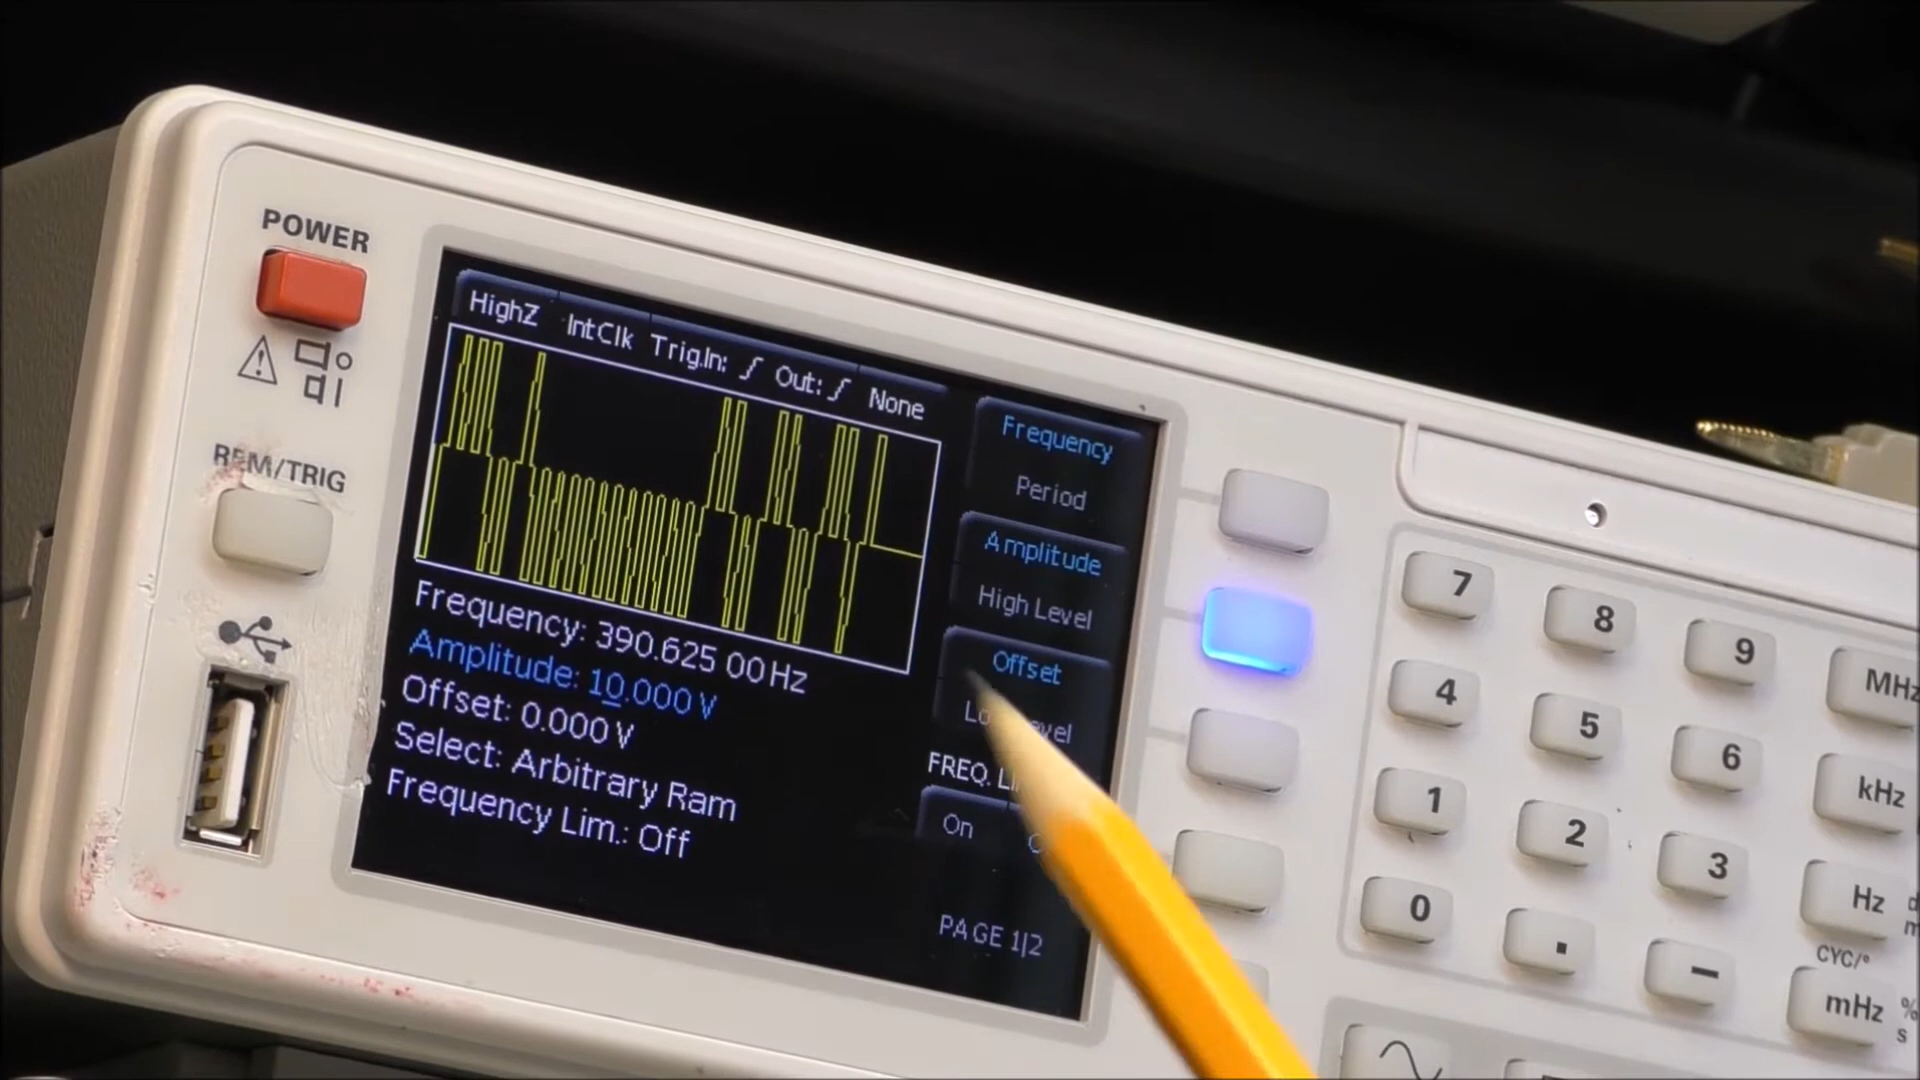 POWER
REM/TRIG
HighZ IntClk Trig.In: Out: None
Frequency: 390.625 00 Hz
Amplitude: 10.000 V
Offset: 0.000 V
Select: Arbitrary Ram
Frequency Lim.: Off
Frequency
Period
Amplitude
High Level
Offset
FREQ.
On
PAGE 1|2
7 8 9 MHz
4 5 6 kHz
1 2 3 Hz
0 . − mHz
CYC/°
%
s